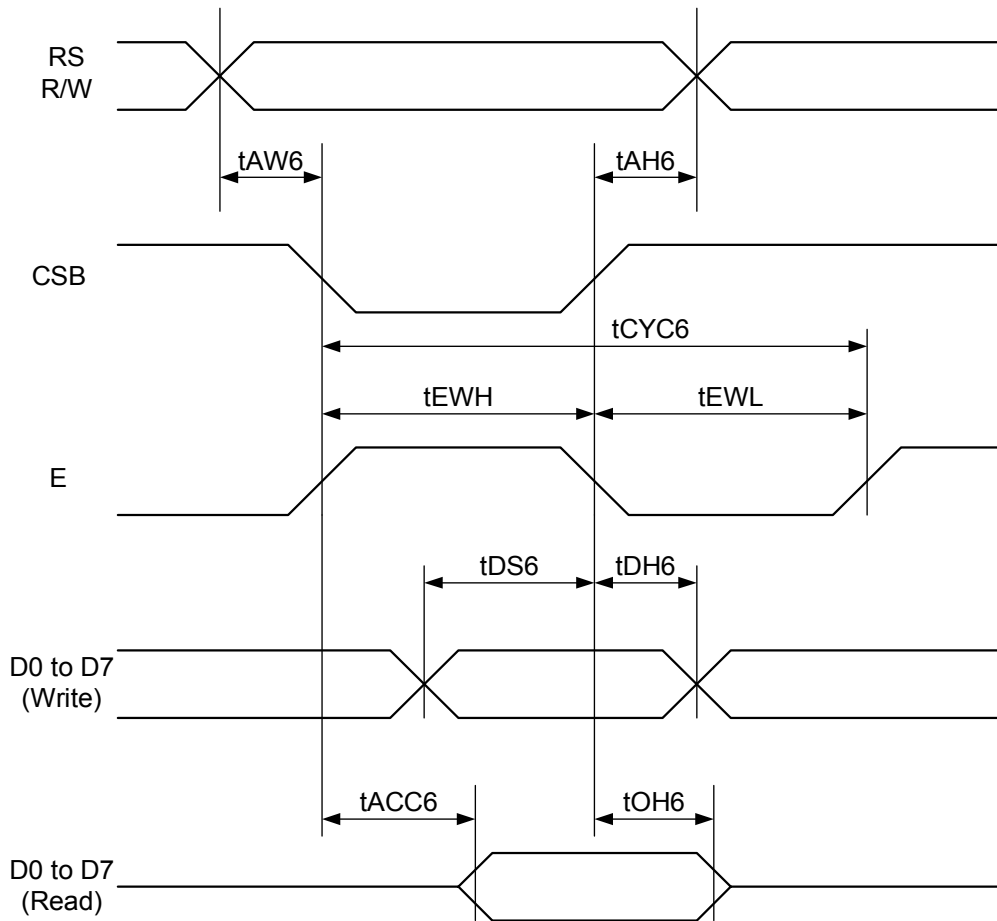 RS
R/W
tAW6
tAH6
CSB
tCYC6
tEWH
tEWL
E
tDS6
tDH6
D0 to D7
(Write)
tACC6
tOH6
D0 to D7
(Read)